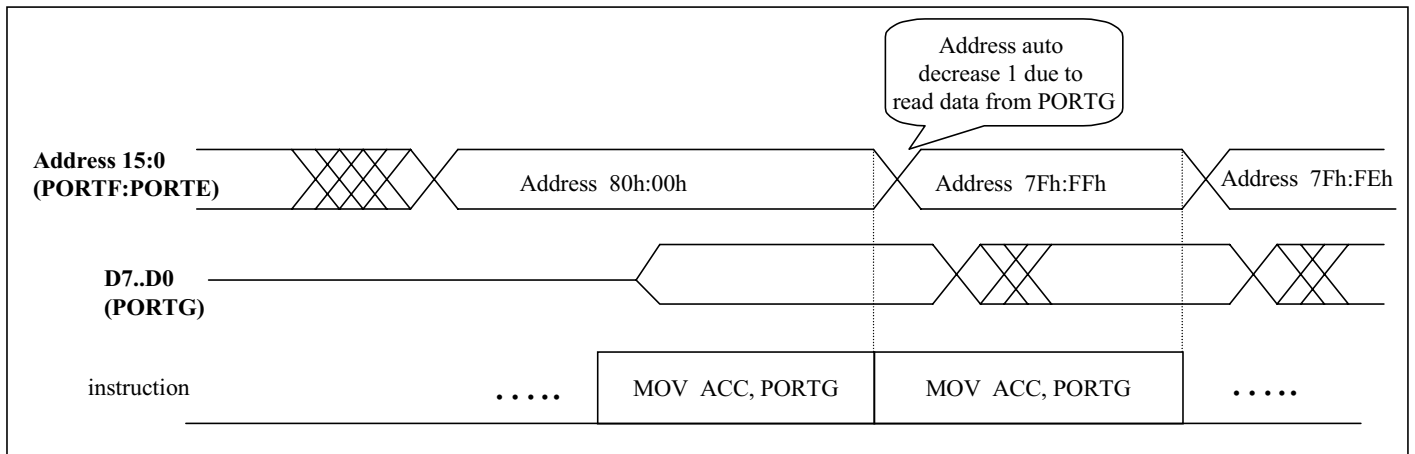 Address auto
decrease 1 due to
read data from PORTG
Address 15:0
(PORTF:PORTE)
Address 80h:00h
Address 7Fh:FFh
Address 7Fh:FEh
D7..D0
(PORTG)
instruction
.....
MOV ACC, PORTG
MOV ACC, PORTG
.....